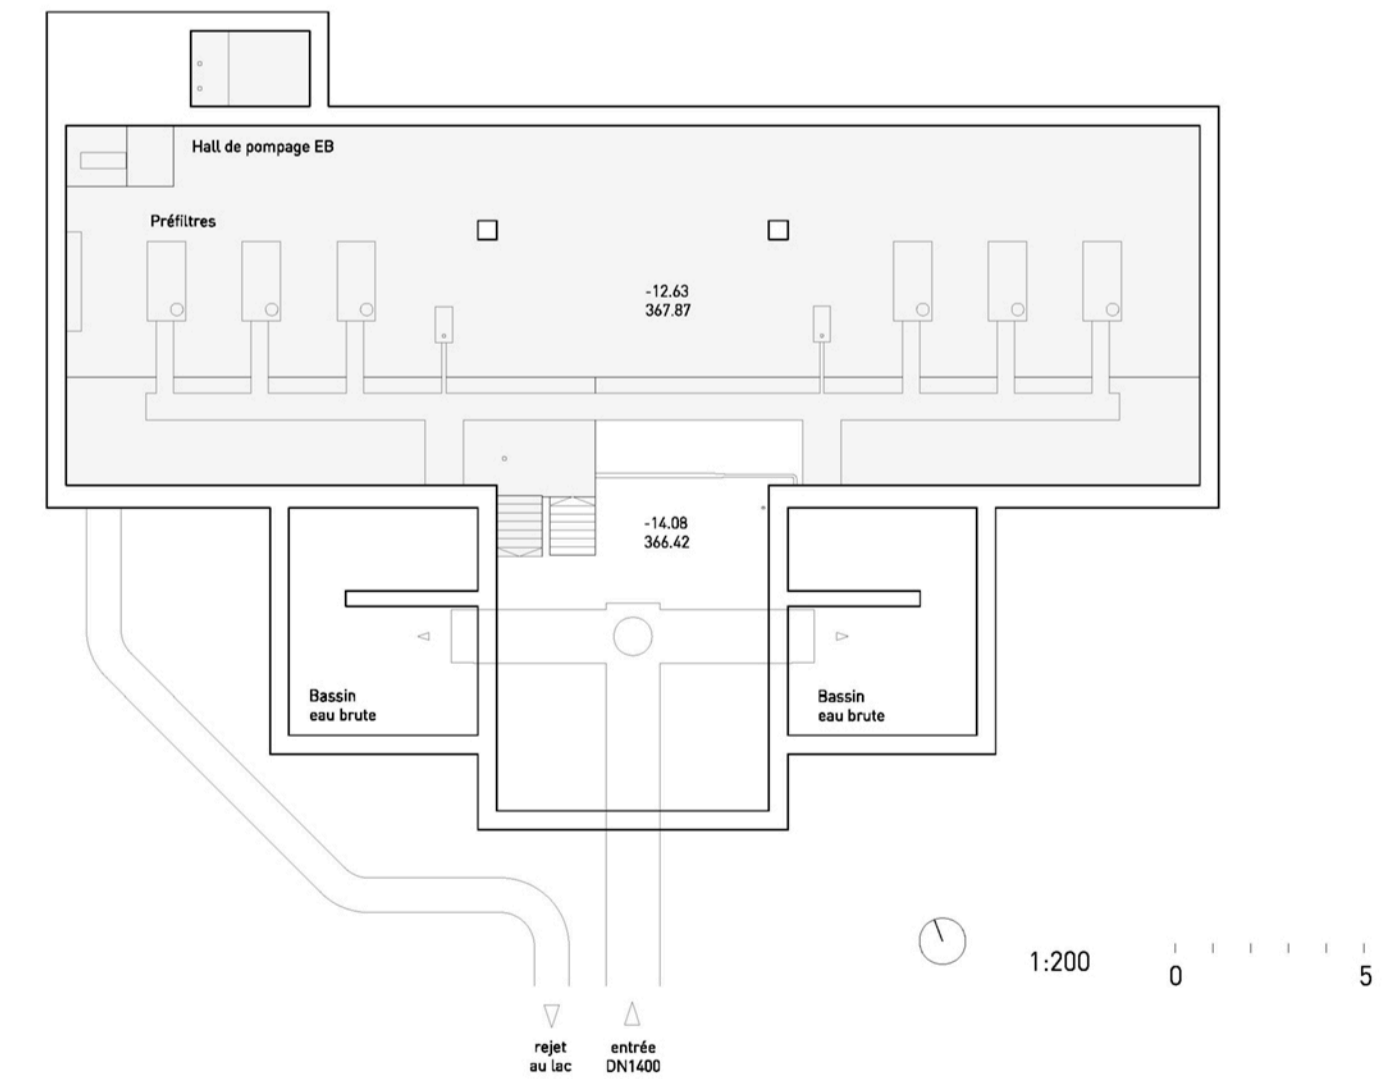 Hall de pompage EB
Préfiltres
-12.63
367.87
-14.08
366.42
Bassin
eau brute
Bassin
eau brute
1:200
0 5
rejet
au lac
entrée
DN1400